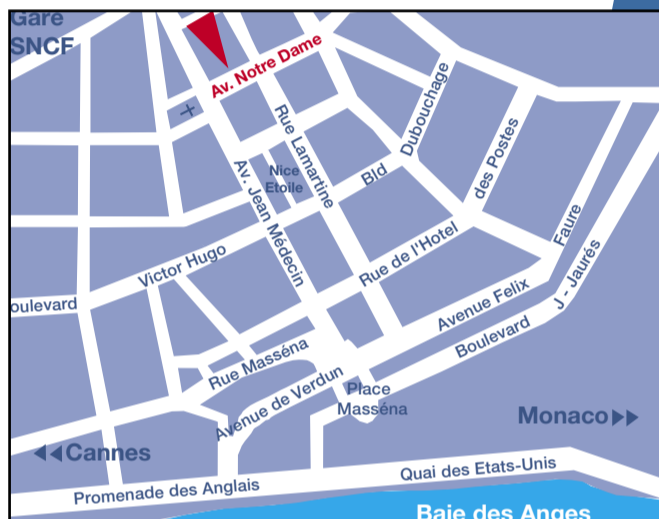 Gare
SNCF
Av. Notre Dame
Rue Lamartine
Dubouchage
des Postes
Nice
Etoile
Bld
Av. Jean Médecin
Faure
Victor Hugo
Rue de l'Hotel
J - Jaurés
oulevard
Avenue Felix
Boulevard
Rue Masséna
Avenue de Verdun
Place
Masséna
Monaco
Cannes
Quai des Etats-Unis
Promenade des Anglais
Baie des Anges